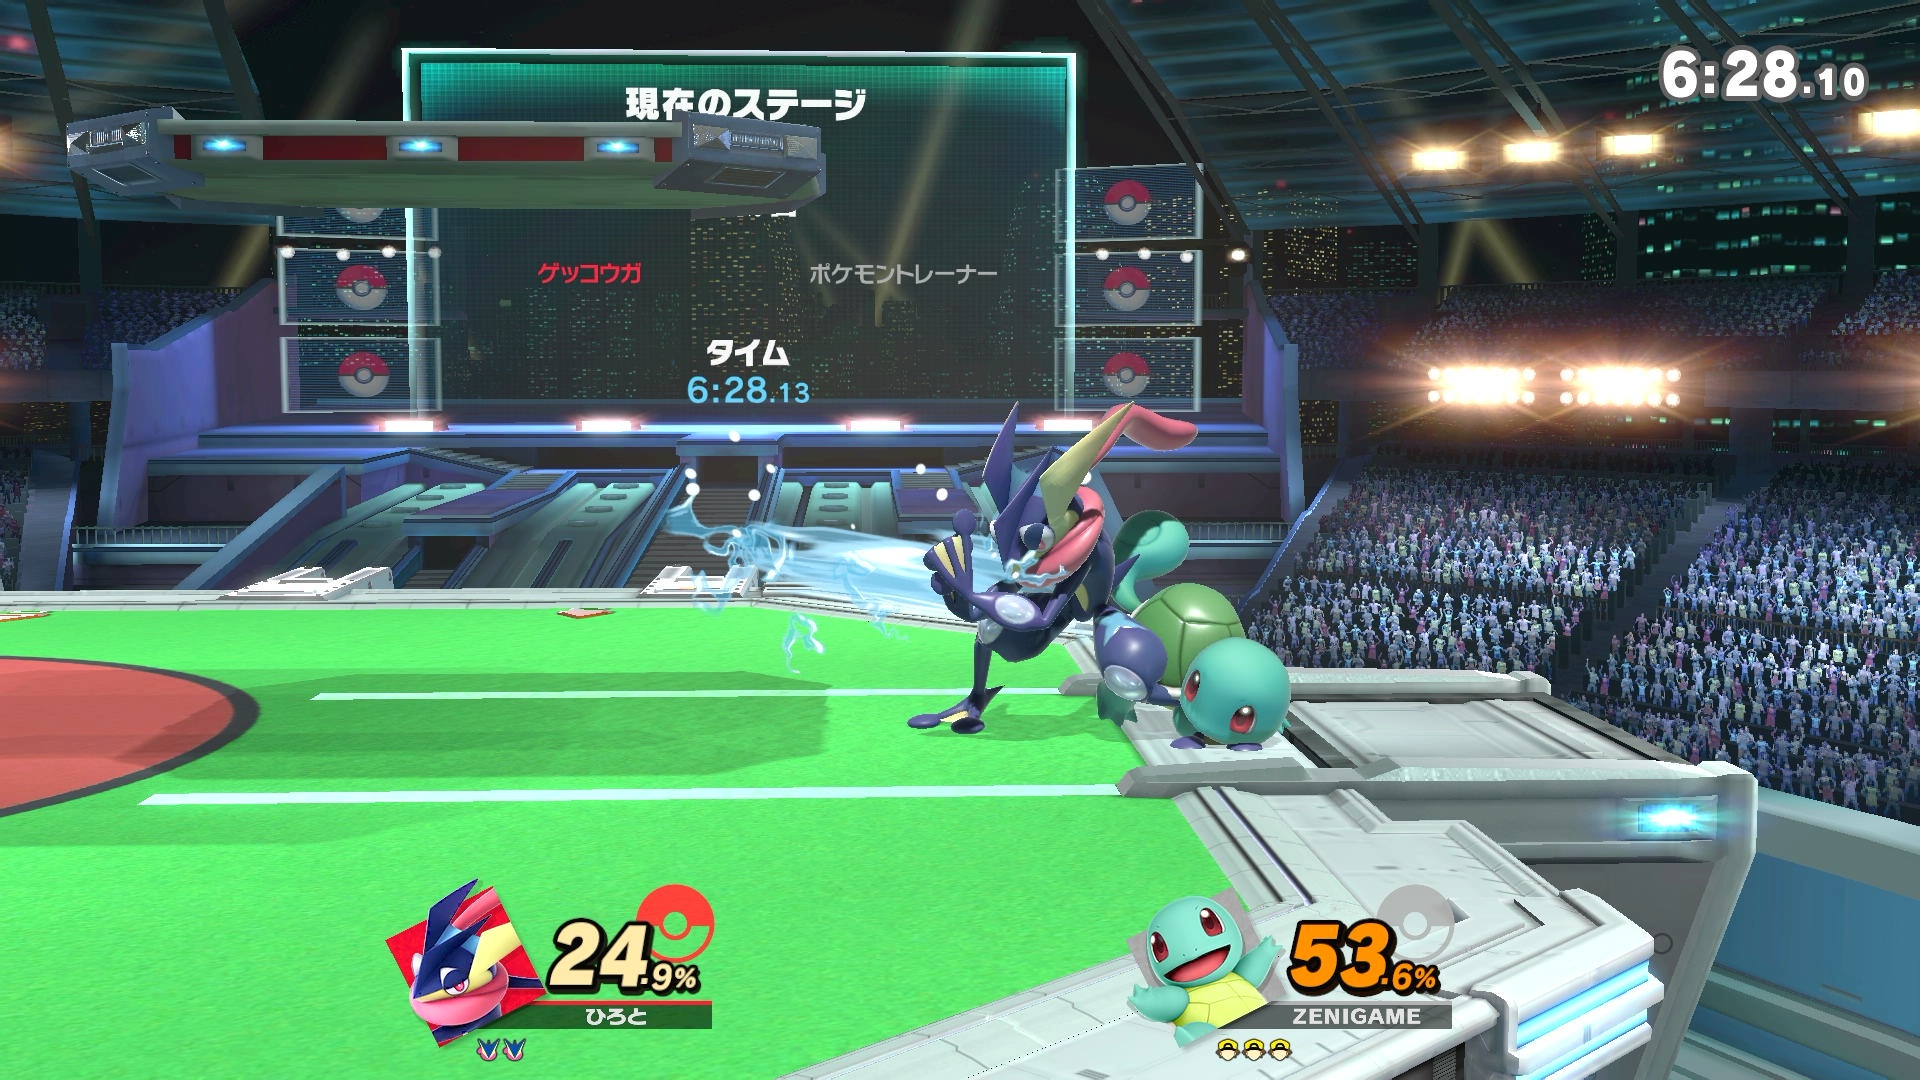 6:28.10
現在のステージ
ゲッコウガ
ポケモントレーナー
タイム
6:28.13
24.9%
ひろと
53.6%
ZENIGAME